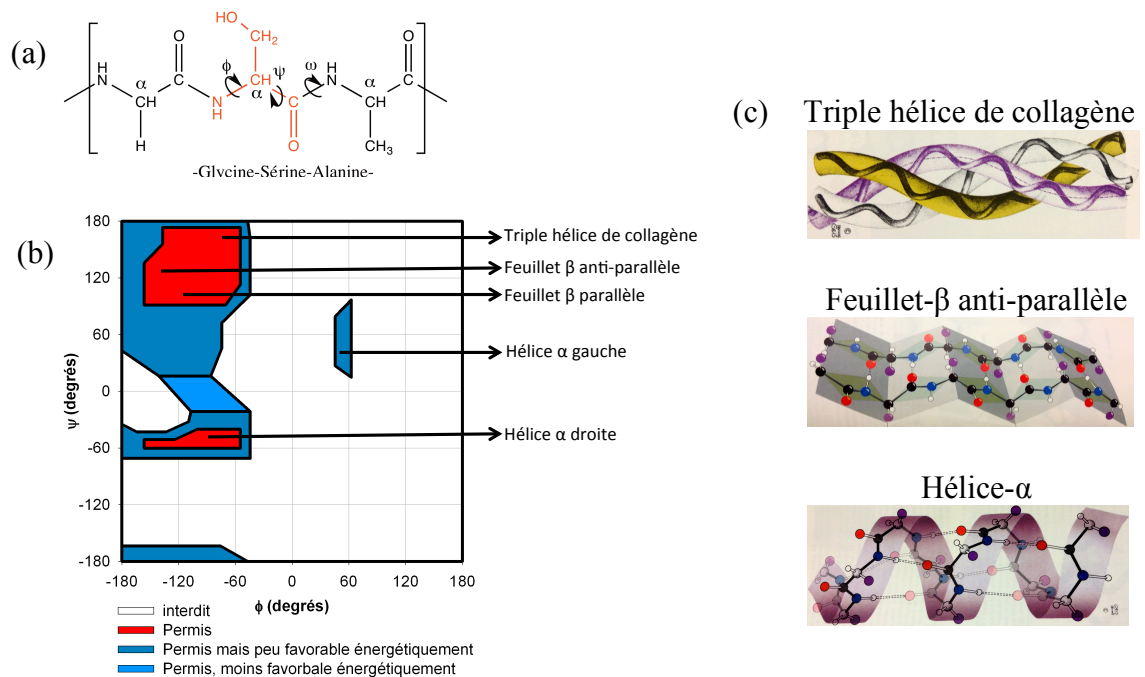 (a)
HO
CH2
O
O
H
N
α
C
ϕ
CH
ψ
ω
H
N
α
C
CH
N
H
α
C
CH
H
O
CH3
-Glycine-Sérine-Alanine-
(b)
180
120
60
0
-60
-120
-180
ψ (degrés)
-180
-120
-60
0
60
120
180
ϕ (degrés)
Triple hélice de collagène
Feuillet β anti-parallèle
Feuillet β parallèle
Hélice α gauche
Hélice α droite
interdit
Permis
Permis mais peu favorable énergétiquement
Permis, moins favorbale énergétiquement
(c)
Triple hélice de collagène
Feuillet-β anti-parallèle
Hélice-α